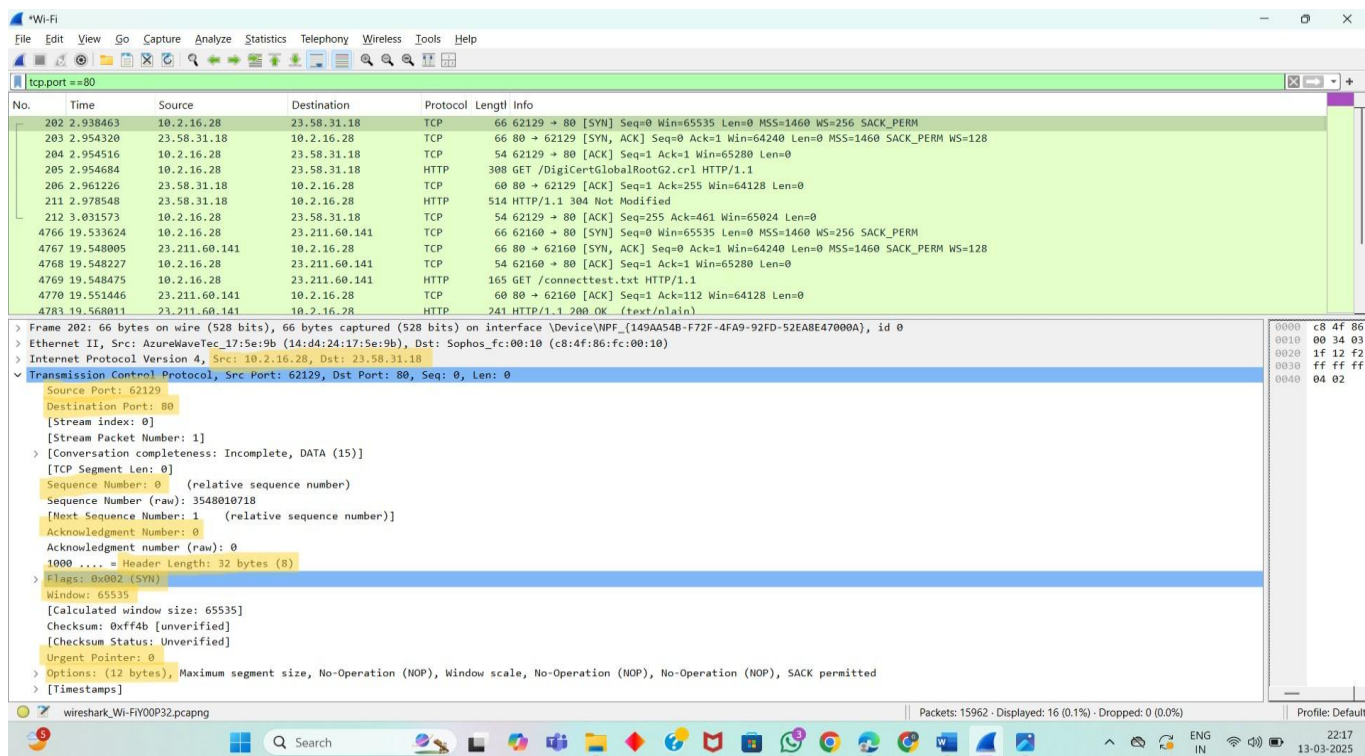 *Wi-Fi
File Edit View Go Capture Analyze Statistics Telephony Wireless Tools Help
tcp.port ==80
No. Time Source Destination Protocol Length Info
202 2.938463 10.2.16.28 23.58.31.18 TCP 66 62129 → 80 [SYN] Seq=0 Win=65535 Len=0 MSS=1460 WS=256 SACK_PERM
203 2.954320 23.58.31.18 10.2.16.28 TCP 66 80 → 62129 [SYN, ACK] Seq=0 Ack=1 Win=64240 Len=0 MSS=1460 SACK_PERM WS=128
204 2.954516 10.2.16.28 23.58.31.18 TCP 54 62129 → 80 [ACK] Seq=1 Ack=1 Win=65280 Len=0
205 2.954684 10.2.16.28 23.58.31.18 HTTP 308 GET /DigiCertGlobalRootG2.crl HTTP/1.1
206 2.961226 23.58.31.18 10.2.16.28 TCP 60 80 → 62129 [ACK] Seq=1 Ack=255 Win=64128 Len=0
211 2.978548 23.58.31.18 10.2.16.28 HTTP 514 HTTP/1.1 304 Not Modified
212 3.031573 10.2.16.28 23.58.31.18 TCP 54 62129 → 80 [ACK] Seq=255 Ack=461 Win=65024 Len=0
4766 19.533624 10.2.16.28 23.211.60.141 TCP 66 62160 → 80 [SYN] Seq=0 Win=65535 Len=0 MSS=1460 WS=256 SACK_PERM
4767 19.548005 23.211.60.141 10.2.16.28 TCP 66 80 → 62160 [SYN, ACK] Seq=0 Ack=1 Win=64240 Len=0 MSS=1460 SACK_PERM WS=128
4768 19.548227 10.2.16.28 23.211.60.141 TCP 54 62160 → 80 [ACK] Seq=1 Ack=1 Win=65280 Len=0
4769 19.548475 10.2.16.28 23.211.60.141 HTTP 165 GET /connecttest.txt HTTP/1.1
4770 19.551446 23.211.60.141 10.2.16.28 TCP 60 80 → 62160 [ACK] Seq=1 Ack=112 Win=64128 Len=0
4783 19.568011 23.211.60.141 10.2.16.28 HTTP 241 HTTP/1.1 200 OK (text/plain)
Frame 202: 66 bytes on wire (528 bits), 66 bytes captured (528 bits) on interface \Device\NPF_{149AA54B-F72F-4FA9-92FD-52EA8E47000A}, id 0
Ethernet II, Src: AzureWaveTec_17:5e:9b (14:d4:24:17:5e:9b), Dst: Sophos_fc:00:10 (c8:4f:86:fc:00:10)
Internet Protocol Version 4, Src: 10.2.16.28, Dst: 23.58.31.18
Transmission Control Protocol, Src Port: 62129, Dst Port: 80, Seq: 0, Len: 0
Source Port: 62129
Destination Port: 80
[Stream index: 0]
[Stream Packet Number: 1]
[Conversation completeness: Incomplete, DATA (15)]
[TCP Segment Len: 0]
Sequence Number: 0 (relative sequence number)
Sequence Number (raw): 3548010718
[Next Sequence Number: 1 (relative sequence number)]
Acknowledgment Number: 0
Acknowledgment number (raw): 0
1000 .... = Header Length: 32 bytes (8)
Flags: 0x002 (SYN)
Window: 65535
[Calculated window size: 65535]
Checksum: 0xff4b [unverified]
[Checksum Status: Unverified]
Urgent Pointer: 0
Options: (12 bytes), Maximum segment size, No-Operation (NOP), Window scale, No-Operation (NOP), No-Operation (NOP), SACK permitted
[Timestamps]
0000 c8 4f 86
0010 00 34 03
0020 1f 12 f2
0030 ff ff ff
0040 04 02
wireshark_Wi-FiY00P32.pcapng Packets: 15962 · Displayed: 16 (0.1%) · Dropped: 0 (0.0%) Profile: Default
Search
ENG
IN
22:17
13-03-2025